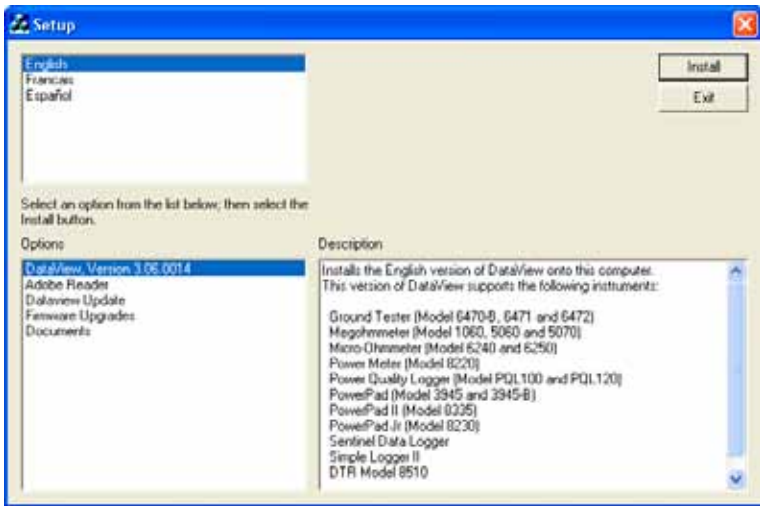 Setup
English
Francais
Español
Install
Exit
Select an option from the list below, then select the
Install button.
Options
DataView, Version 3.06.0014
Adobe Reader
Dataview Update
Firmware Upgrades
Documents
Description
Installs the English version of DataView onto this computer.
This version of DataView supports the following instruments:
Ground Tester (Model 6470-B, 6471 and 6472)
Megohmmeter (Model 1060, 5060 and 5070)
Micro-Ohmmeter (Model 6240 and 6250)
Power Meter (Model 8220)
Power Quality Logger (Model PQL100 and PQL120)
PowerPad (Model 3945 and 3945-B)
PowerPad II (Model 8335)
PowerPad Jr (Model 8230)
Sentinel Data Logger
Simple Logger II
DTR Model 8510